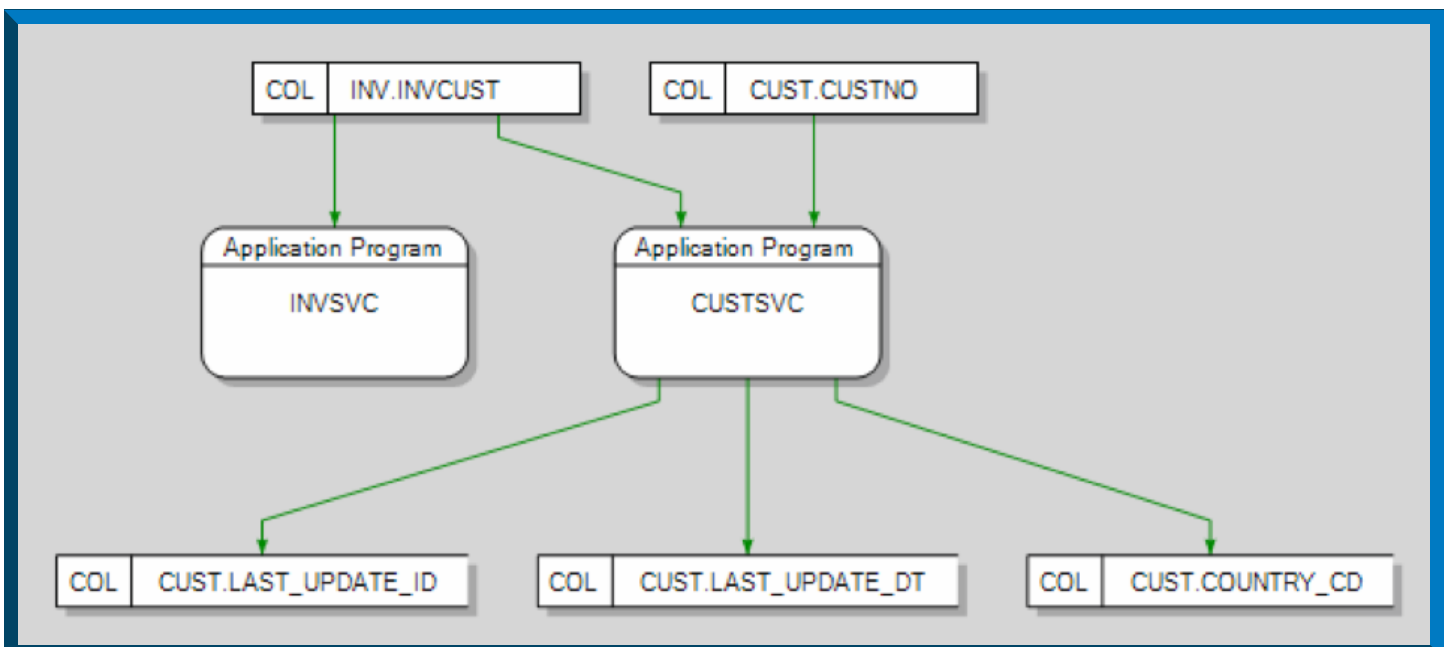 COL INV.INVCUST
COL CUST.CUSTNO
Application Program
INVSVC
Application Program
CUSTSVC
COL CUST.LAST_UPDATE_ID
COL CUST.LAST_UPDATE_DT
COL CUST.COUNTRY_CD